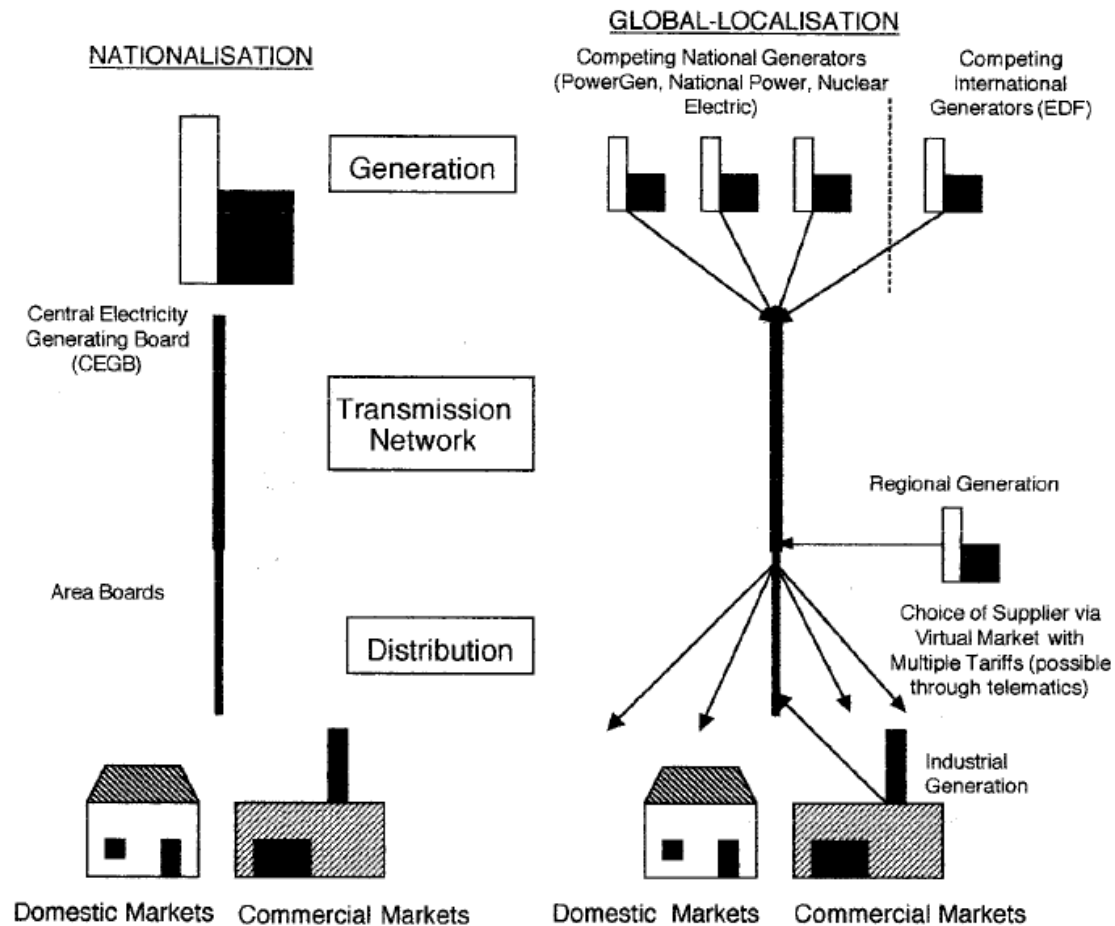 NATIONALISATION
Generation
Central Electricity
Generating Board
(CEGB)
Transmission
Network
Area Boards
Distribution
Domestic Markets
Commercial Markets
GLOBAL-LOCALISATION
Competing National Generators
(PowerGen, National Power, Nuclear
Electric)
Competing
International
Generators (EDF)
Regional Generation
Choice of Supplier via
Virtual Market with
Multiple Tariffs (possible
through telematics)
Industrial
Generation
Domestic Markets
Commercial Markets